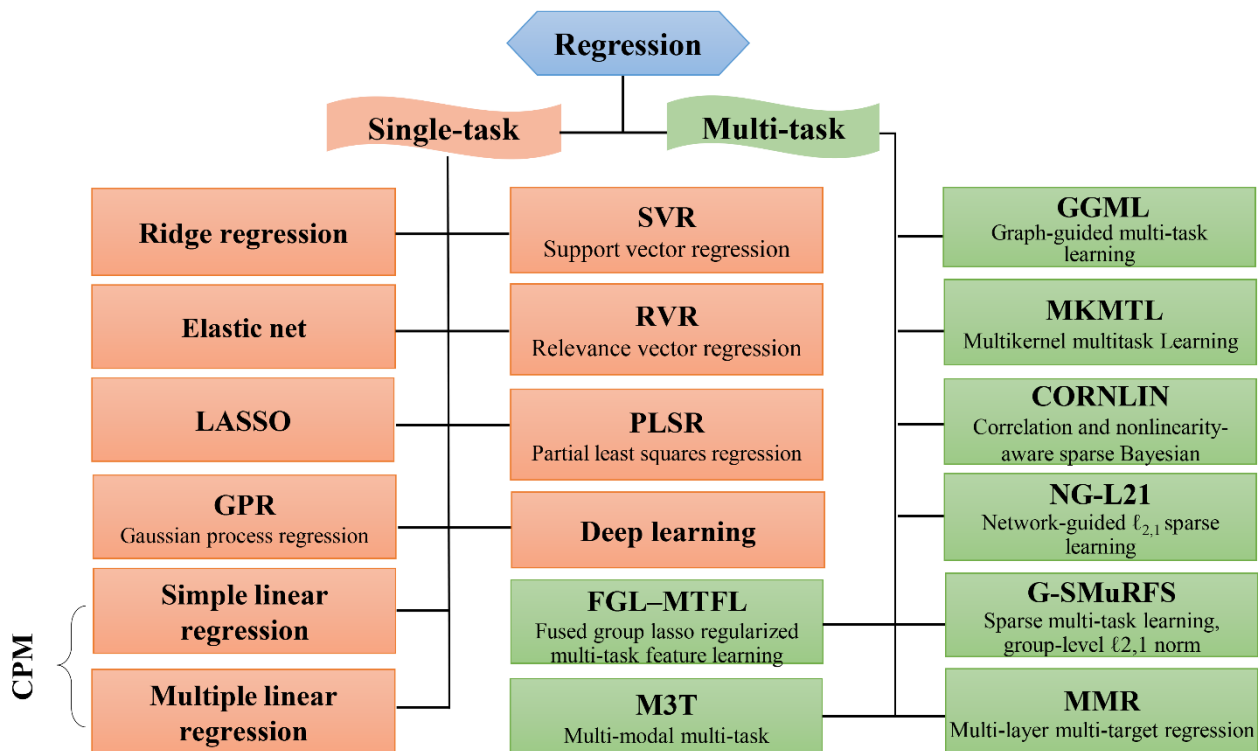 Regression
Single-task
Multi-task
Ridge regression
Elastic net
LASSO
GPR
Gaussian process regression
Simple linear
regression
Multiple linear
regression
CPM
SVR
Support vector regression
RVR
Relevance vector regression
PLSR
Partial least squares regression
Deep learning
FGL–MTFL
Fused group lasso regularized
multi-task feature learning
M3T
Multi-modal multi-task
GGML
Graph-guided multi-task
learning
MKMTL
Multikernel multitask Learning
CORNLIN
Correlation and nonlinearity-
aware sparse Bayesian
NG-L21
Network-guided ℓ2,1 sparse
learning
G-SMuRFS
Sparse multi-task learning,
group-level ℓ2,1 norm
MMR
Multi-layer multi-target regression